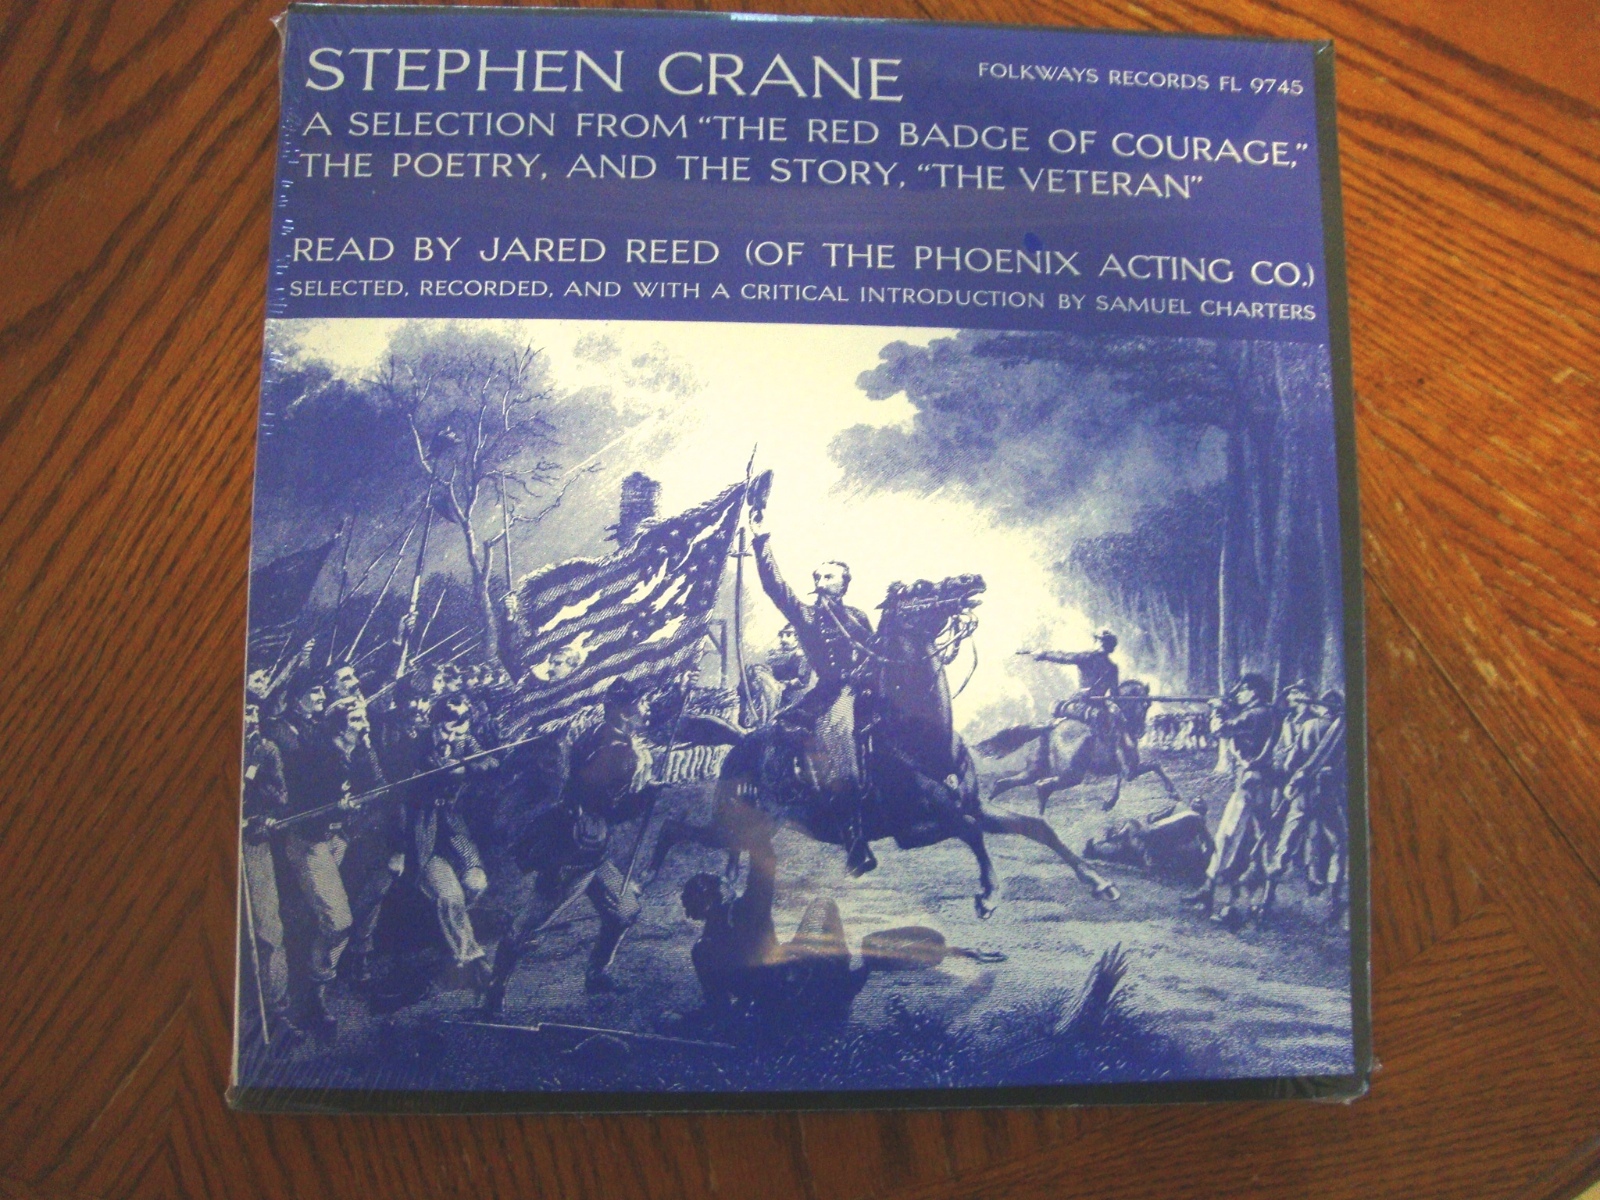 STEPHEN CRANE
FOLKWAYS RECORDS FL 9745
A SELECTION FROM “THE RED BADGE OF COURAGE,”
THE POETRY, AND THE STORY, “THE VETERAN”
READ BY JARED REED (OF THE PHOENIX ACTING CO.)
SELECTED, RECORDED, AND WITH A CRITICAL INTRODUCTION BY SAMUEL CHARTERS